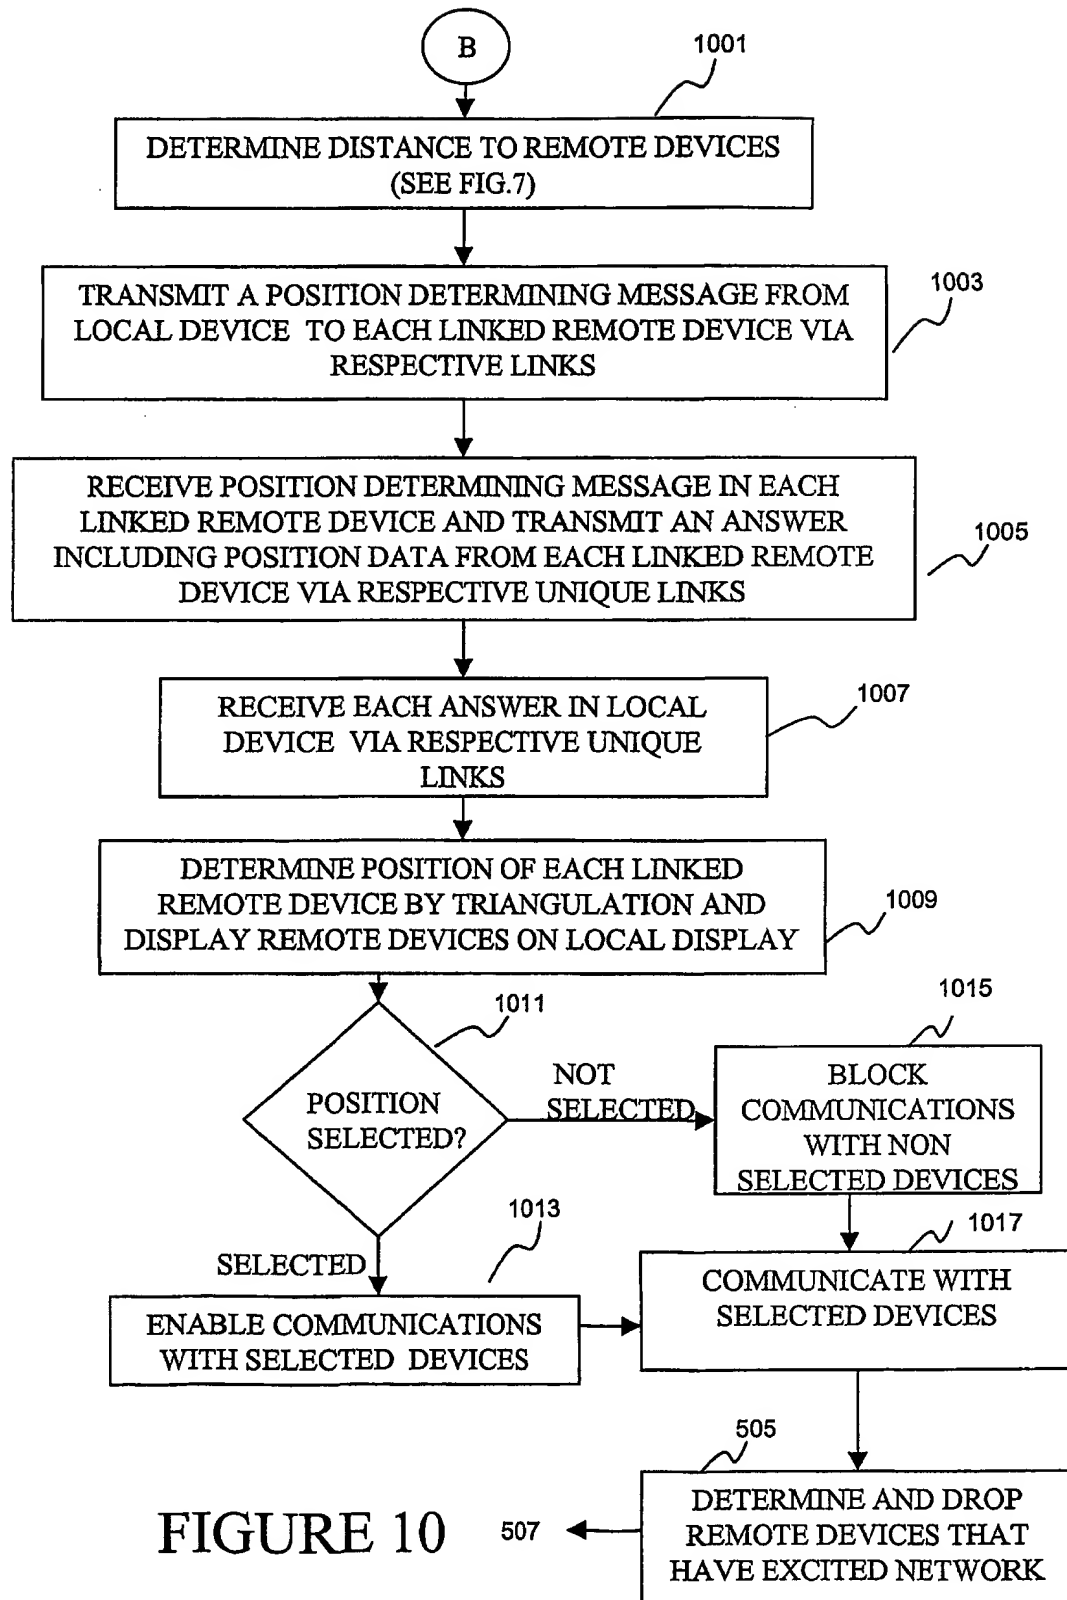 B
1001
DETERMINE DISTANCE TO REMOTE DEVICES
(SEE FIG.7)
1003
TRANSMIT A POSITION DETERMINING MESSAGE FROM
LOCAL DEVICE TO EACH LINKED REMOTE DEVICE VIA
RESPECTIVE LINKS
1005
RECEIVE POSITION DETERMINING MESSAGE IN EACH
LINKED REMOTE DEVICE AND TRANSMIT AN ANSWER
INCLUDING POSITION DATA FROM EACH LINKED REMOTE
DEVICE VIA RESPECTIVE UNIQUE LINKS
1007
RECEIVE EACH ANSWER IN LOCAL
DEVICE VIA RESPECTIVE UNIQUE
LINKS
1009
DETERMINE POSITION OF EACH LINKED
REMOTE DEVICE BY TRIANGULATION AND
DISPLAY REMOTE DEVICES ON LOCAL DISPLAY
1011
POSITION
SELECTED?
NOT
SELECTED
1015
BLOCK
COMMUNICATIONS
WITH NON
SELECTED DEVICES
SELECTED
1013
ENABLE COMMUNICATIONS
WITH SELECTED DEVICES
1017
COMMUNICATE WITH
SELECTED DEVICES
505
DETERMINE AND DROP
REMOTE DEVICES THAT
HAVE EXCITED NETWORK
507
FIGURE 10